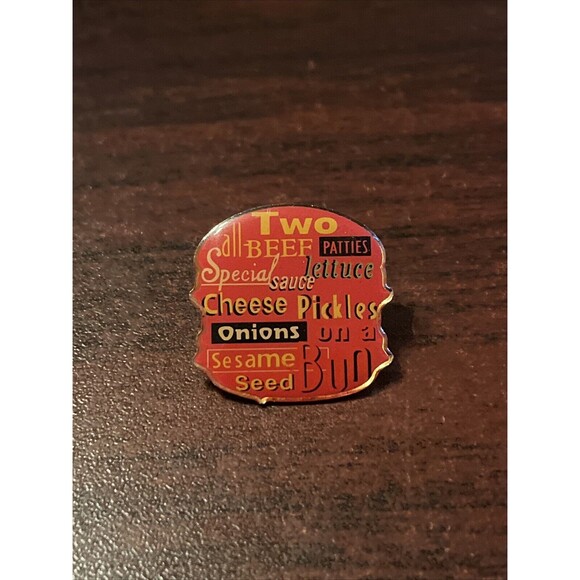 Two
all BEEF PATTIES
Special sauce lettuce
Cheese Pickles
Onions on a
Sesame
Seed Bun